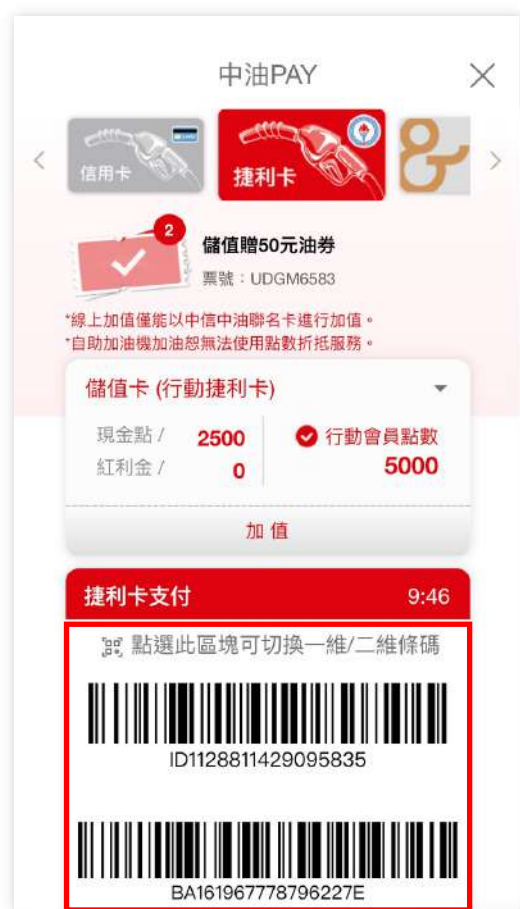 中油PAY
信用卡
捷利卡
2
儲值贈50元油券
票號：UDGM6583
*線上加值僅能以中信中油聯名卡進行加值。
*自助加油機加油恕無法使用點數折抵服務。
儲值卡 (行動捷利卡)
現金點 / 2500
行動會員點數
紅利金 / 0
5000
加 值
捷利卡支付 9:46
點選此區塊可切換一維/二維條碼
ID1128811429095835
BA161967778796227E